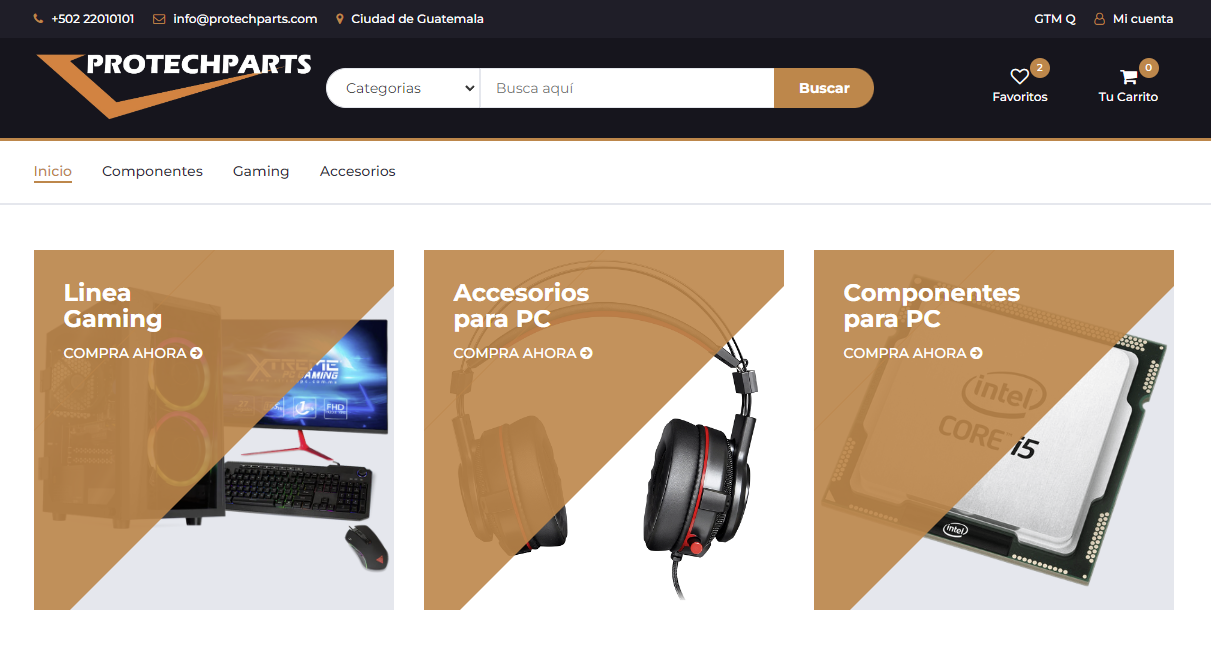 +502 22010101 info@protechparts.com Ciudad de Guatemala GTM Q Mi cuenta
PROTECHPARTS
Categorias Busca aquí Buscar
2
Favoritos
0
Tu Carrito
Inicio Componentes Gaming Accesorios
Linea
Gaming
COMPRA AHORA
XTREME
GAMING
FHD
Accesorios
para PC
COMPRA AHORA
Componentes
para PC
COMPRA AHORA
intel
CORE i5
intel